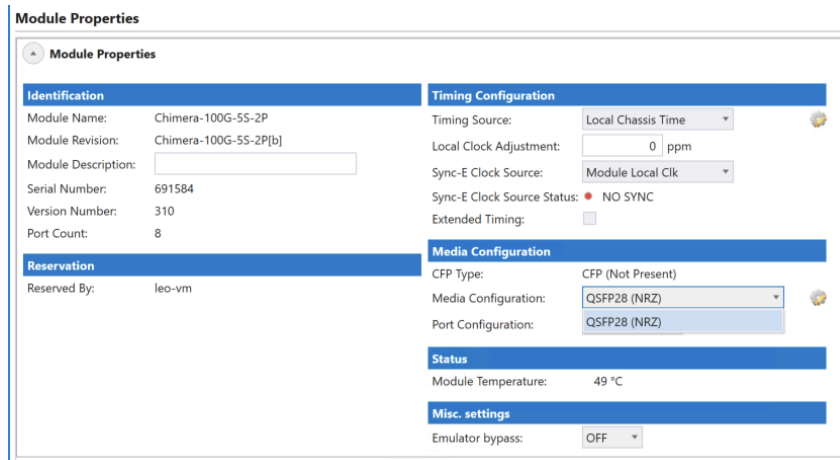 Module Properties
Module Properties
Identification
Module Name: Chimera-100G-5S-2P
Module Revision: Chimera-100G-5S-2P[b]
Module Description:
Serial Number: 691584
Version Number: 310
Port Count: 8
Reservation
Reserved By: leo-vm
Timing Configuration
Timing Source: Local Chassis Time
Local Clock Adjustment: 0 ppm
Sync-E Clock Source: Module Local Clk
Sync-E Clock Source Status: NO SYNC
Extended Timing:
Media Configuration
CFP Type: CFP (Not Present)
Media Configuration: QSFP28 (NRZ)
QSFP28 (NRZ)
Port Configuration:
Status
Module Temperature: 49 °C
Misc. settings
Emulator bypass: OFF